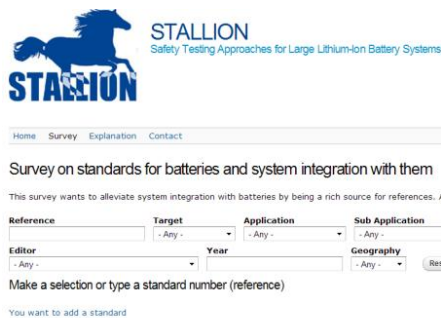 STALLION
Safety Testing Approaches for Large Lithium-Ion Battery Systems
STALLION
Home Survey Explanation Contact
Survey on standards for batteries and system integration with them
This survey wants to alleviate system integration with batteries by being a rich source for references. A
Reference Target Application Sub Application
- Any - - Any - - Any -
Editor Year Geography
- Any - - Any - Res
Make a selection or type a standard number (reference)
You want to add a standard